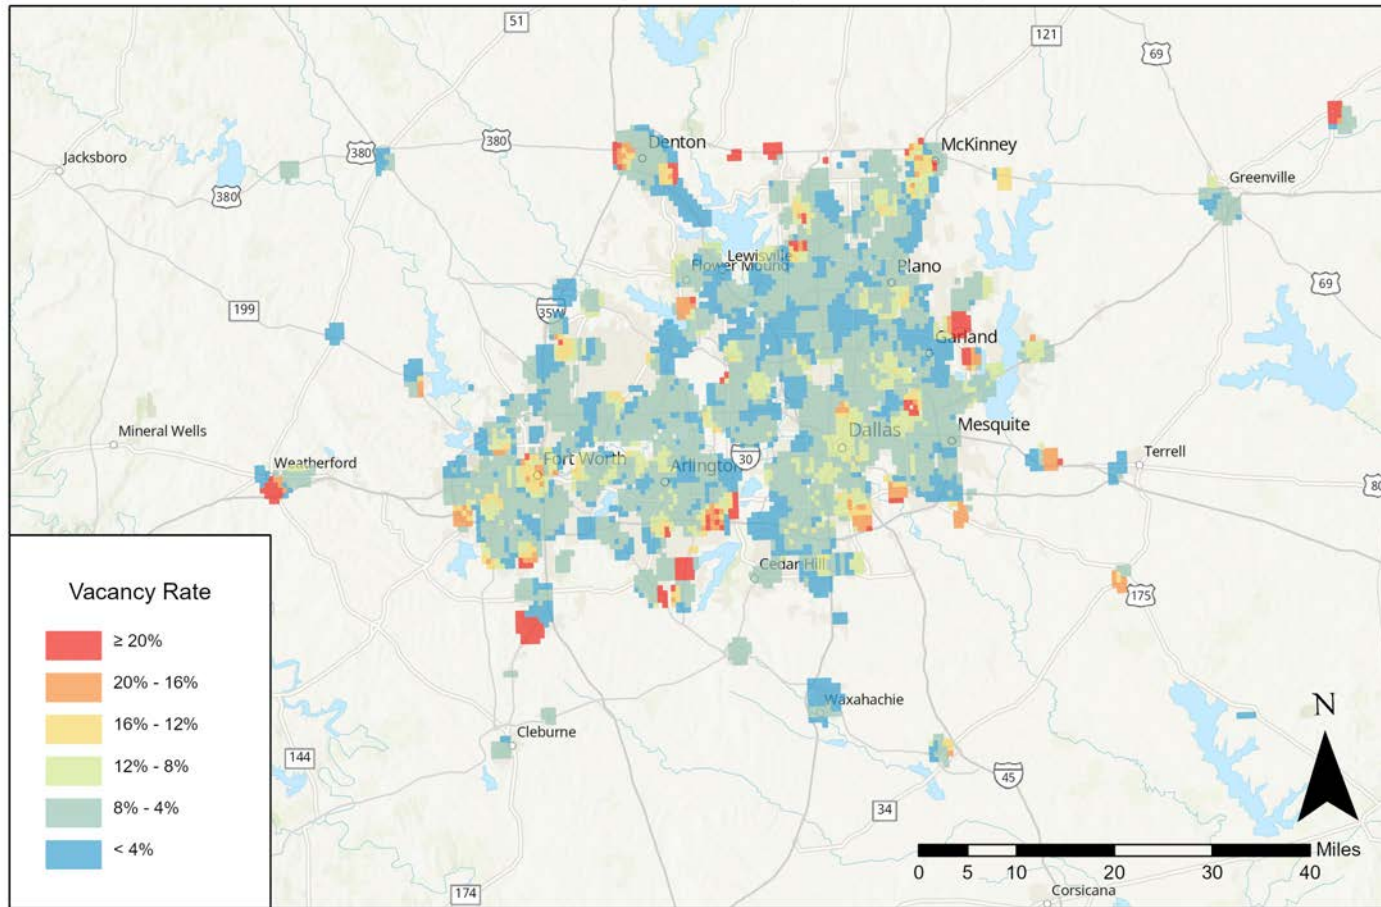 51
121
69
Jacksboro
380
380
Denton
McKinney
Greenville
380
Lewisville
Flower Mound
Plano
69
199
35W
Garland
Mineral Wells
Dallas
Mesquite
Weatherford
Fort Worth
Arlington
30
Terrell
80
Cedar Hill
175
Waxahachie
Cleburne
144
45
34
174
Corsicana
Vacancy Rate
≥ 20%
20% - 16%
16% - 12%
12% - 8%
8% - 4%
< 4%
N
Miles
0 5 10 20 30 40